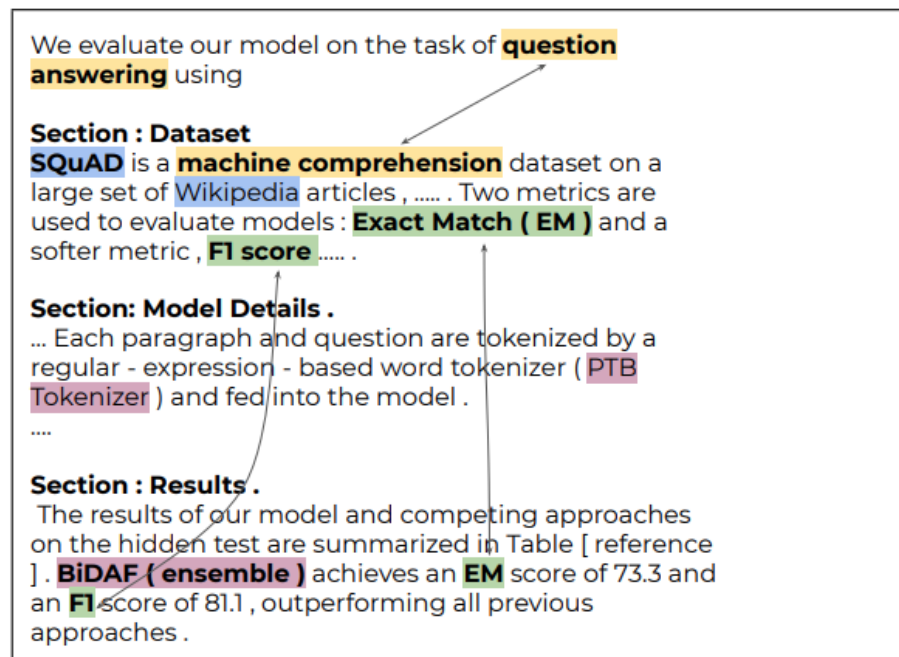 We evaluate our model on the task of question
answering using
Section : Dataset
SQuAD is a machine comprehension dataset on a
large set of Wikipedia articles , ..... . Two metrics are
used to evaluate models : Exact Match ( EM ) and a
softer metric , F1 score ..... .
Section: Model Details .
... Each paragraph and question are tokenized by a
regular - expression - based word tokenizer ( PTB
Tokenizer ) and fed into the model .
....
Section : Results .
The results of our model and competing approaches
on the hidden test are summarized in Table [ reference
] . BiDAF ( ensemble ) achieves an EM score of 73.3 and
an F1 score of 81.1 , outperforming all previous
approaches .